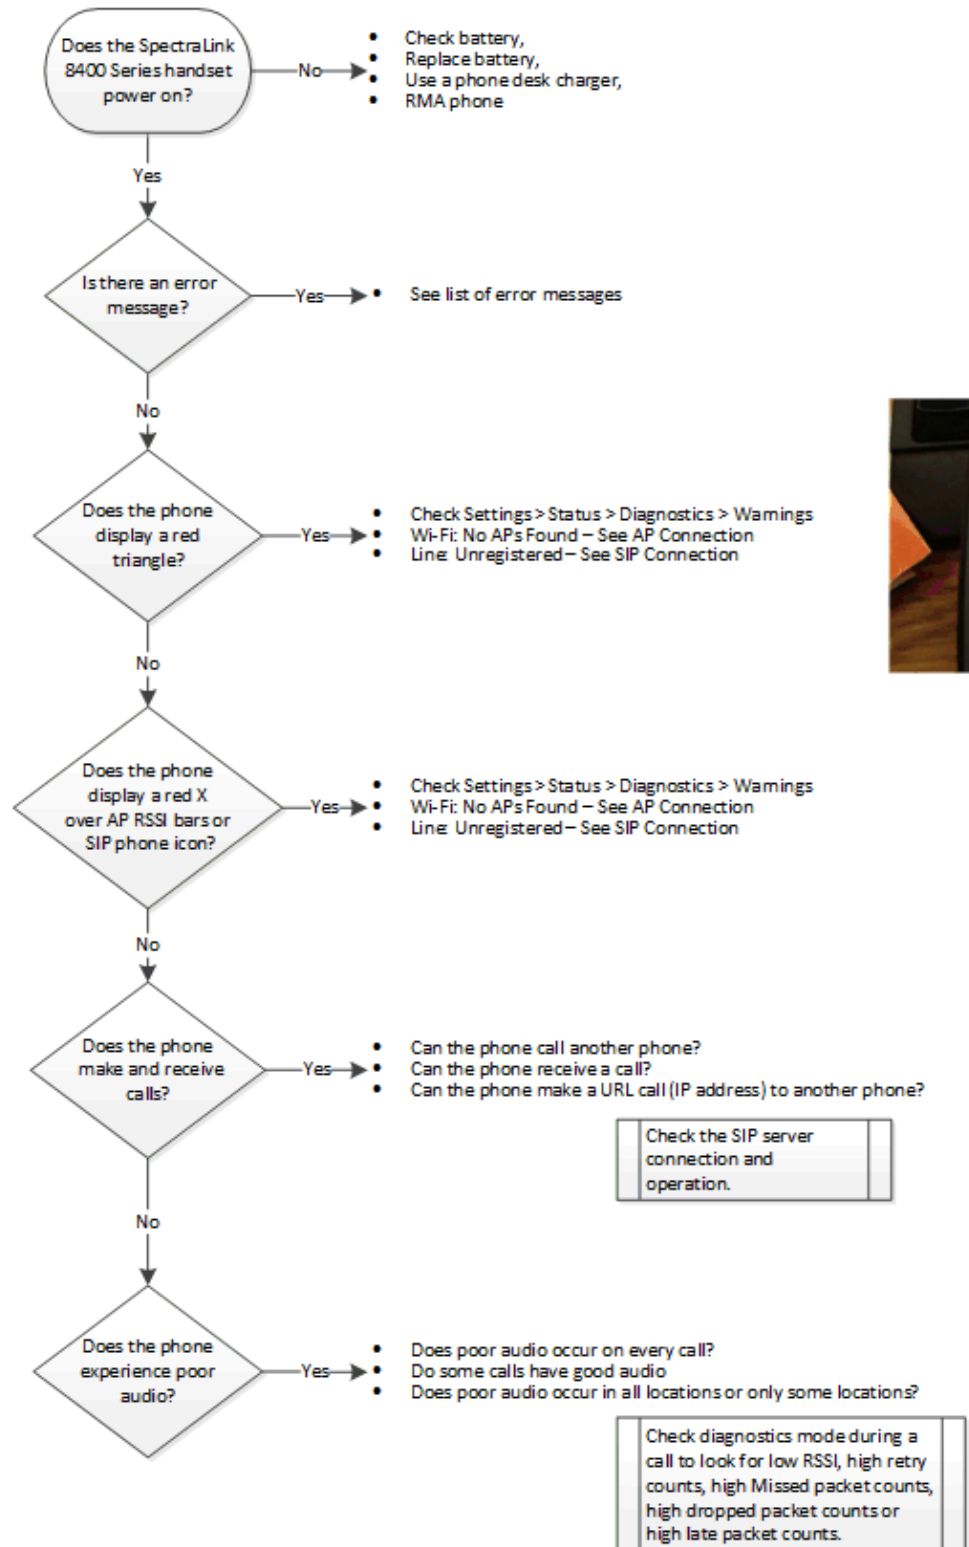 Does the SpectraLink
8400 Series handset
power on?
No
• Check battery,
• Replace battery,
• Use a phone desk charger,
• RMA phone
Yes
Is there an error
message?
Yes
• See list of error messages
No
Does the phone
display a red
triangle?
Yes
• Check Settings > Status > Diagnostics > Warnings
• Wi-Fi: No APs Found – See AP Connection
• Line: Unregistered – See SIP Connection
No
Does the phone
display a red X
over AP RSSI bars or
SIP phone icon?
Yes
• Check Settings > Status > Diagnostics > Warnings
• Wi-Fi: No APs Found – See AP Connection
• Line: Unregistered – See SIP Connection
No
Does the phone
make and receive
calls?
Yes
• Can the phone call another phone?
• Can the phone receive a call?
• Can the phone make a URL call (IP address) to another phone?
Check the SIP server
connection and
operation.
No
Does the phone
experience poor
audio?
Yes
• Does poor audio occur on every call?
• Do some calls have good audio
• Does poor audio occur in all locations or only some locations?
Check diagnostics mode during a
call to look for low RSSI, high retry
counts, high Missed packet counts,
high dropped packet counts or
high late packet counts.